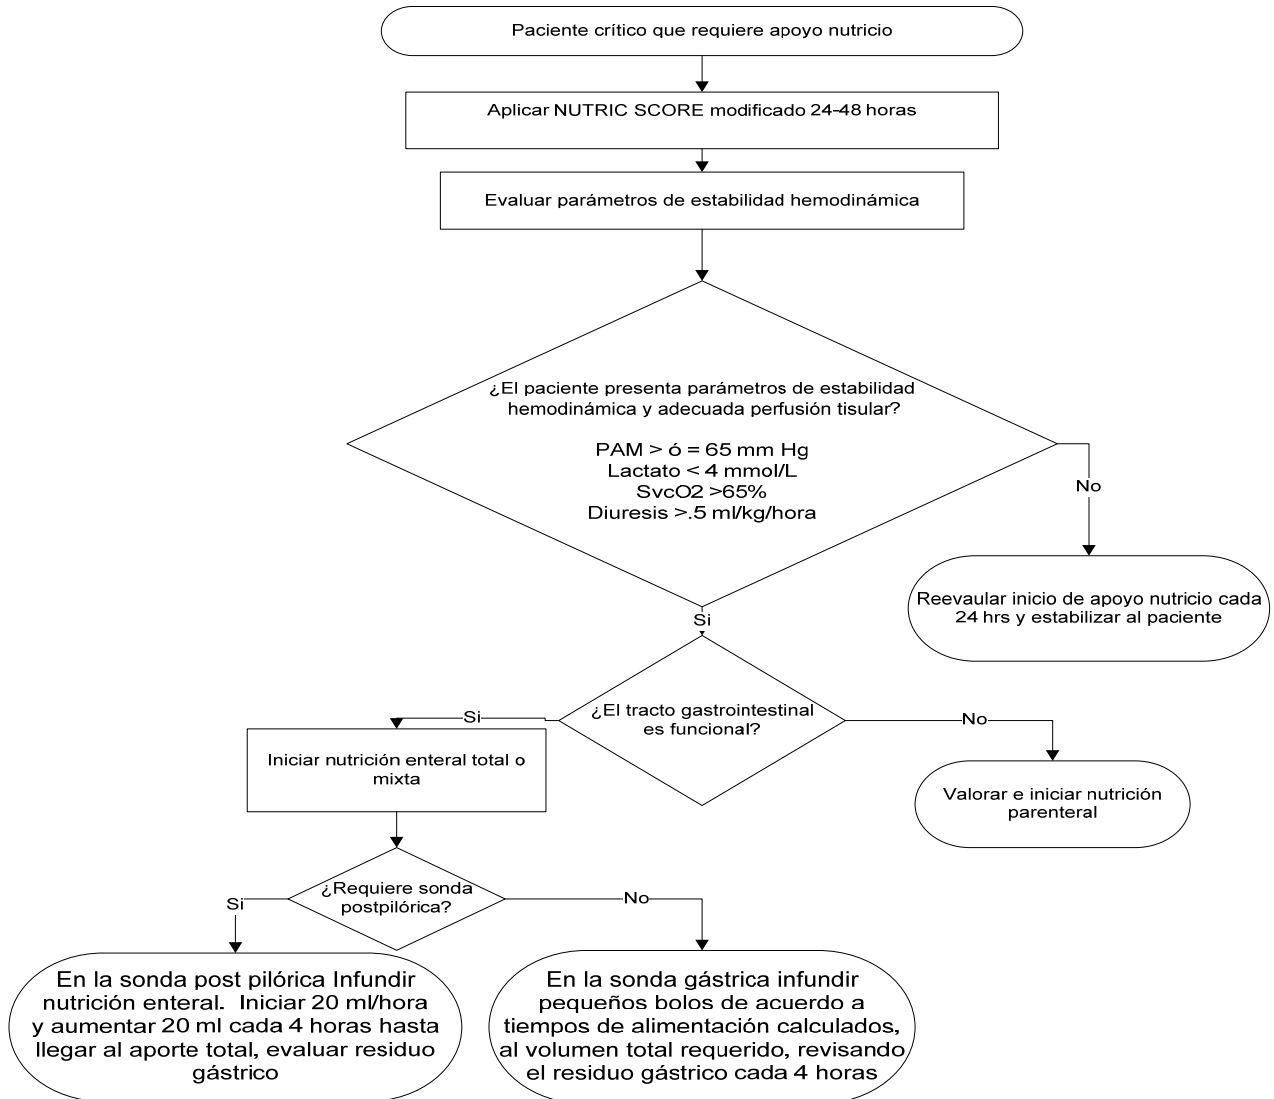 Paciente crítico que requiere apoyo nutricio
Aplicar NUTRIC SCORE modificado 24-48 horas
Evaluar parámetros de estabilidad hemodinámica
¿El paciente presenta parámetros de estabilidad
hemodinámica y adecuada perfusión tisular?
PAM > ó = 65 mm Hg
Lactato < 4 mmol/L
SvcO2 >65%
Diuresis >.5 ml/kg/hora
No
Reevaular inicio de apoyo nutricio cada
24 hrs y estabilizar al paciente
Si
¿El tracto gastrointestinal
es funcional?
Si
No
Iniciar nutrición enteral total o
mixta
Valorar e iniciar nutrición
parenteral
¿Requiere sonda
postpilórica?
Si
No
En la sonda post pilórica Infundir
nutrición enteral. Iniciar 20 ml/hora
y aumentar 20 ml cada 4 horas hasta
llegar al aporte total, evaluar residuo
gástrico
En la sonda gástrica infundir
pequeños bolos de acuerdo a
tiempos de alimentación calculados,
al volumen total requerido, revisando
el residuo gástrico cada 4 horas